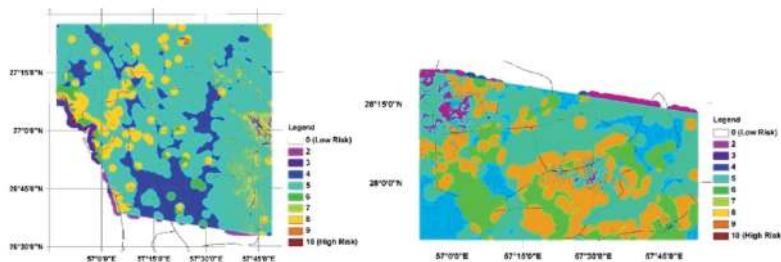 27°15'0"N
27°0'0"N
26°45'0"N
26°30'0"N
57°0'0"E 57°15'0"E 57°30'0"E 57°45'0"E
Legend
0 (Low Risk)
2
3
4
5
6
7
8
9
10 (High Risk)
28°15'0"N
28°0'0"N
57°0'0"E 57°15'0"E 57°30'0"E 57°45'0"E
Legend
0 (Low Risk)
2
3
4
5
6
7
8
9
10 (High Risk)